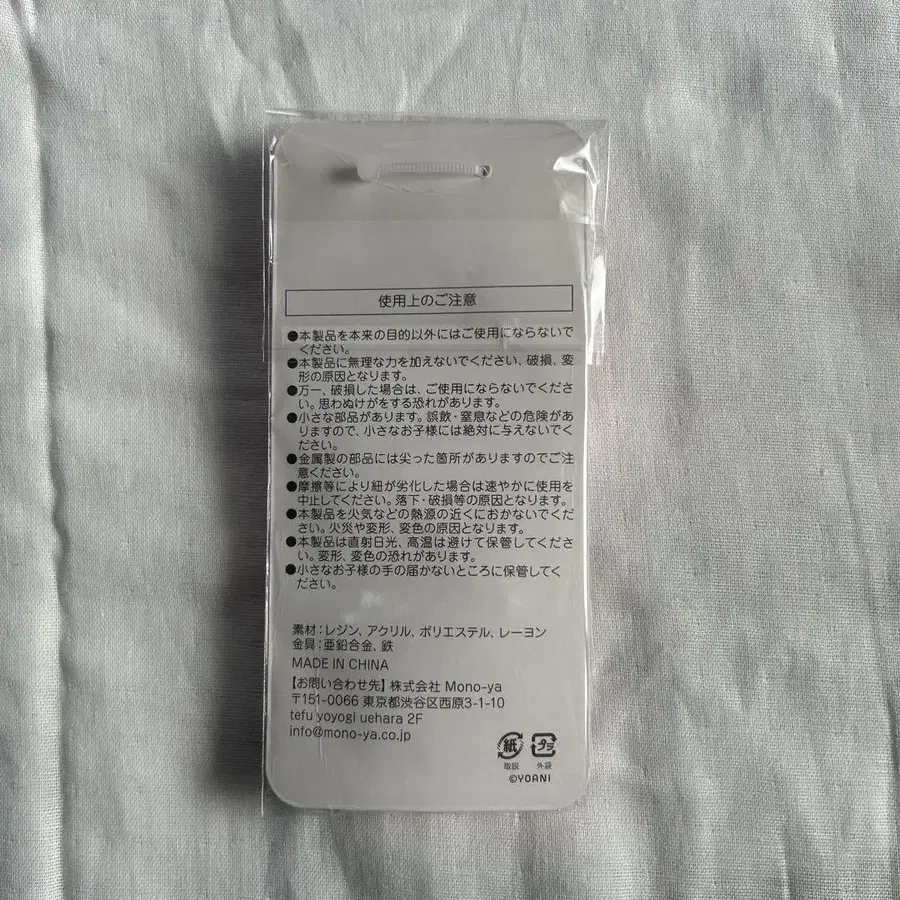 使用上のご注意
●本製品を本来の目的以外にはご使用にならないで
ください。
●本製品に無理な力を加えないでください、破損、変
形の原因となります。
●万一、破損した場合は、ご使用にならないでくださ
い。思わぬけがをする恐れがあります。
●小さな部品があります。誤飲・窒息などの危険があ
りますので、小さなお子様には絶対に与えないでく
ださい。
●金属製の部品には尖った箇所がありますのでご注
意ください。
●摩擦等により紐が劣化した場合は速やかに使用を
中止してください。落下・破損等の原因となります。
●本製品を火気などの熱源の近くにおかないでくだ
さい。火災や変形、変色の原因となります。
●本製品は直射日光、高温は避けて保管してくださ
い。変形、変色の恐れがあります。
●小さなお子様の手の届かないところに保管してく
ださい。
素材：レジン、アクリル、ポリエステル、レーヨン
金具：亜鉛合金、鉄
MADE IN CHINA
【お問い合わせ先】株式会社 Mono-ya
〒151-0066 東京都渋谷区西原3-1-10
tefu yoyogi uehara 2F
info@mono-ya.co.jp
紙 プラ
取説 外袋
©YOANI